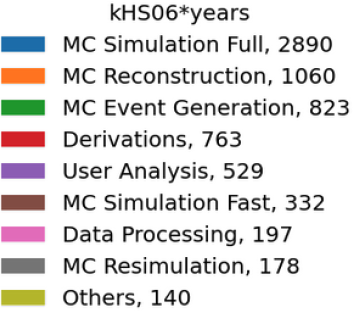 kHS06*years
MC Simulation Full, 2890
MC Reconstruction, 1060
MC Event Generation, 823
Derivations, 763
User Analysis, 529
MC Simulation Fast, 332
Data Processing, 197
MC Resimulation, 178
Others, 140